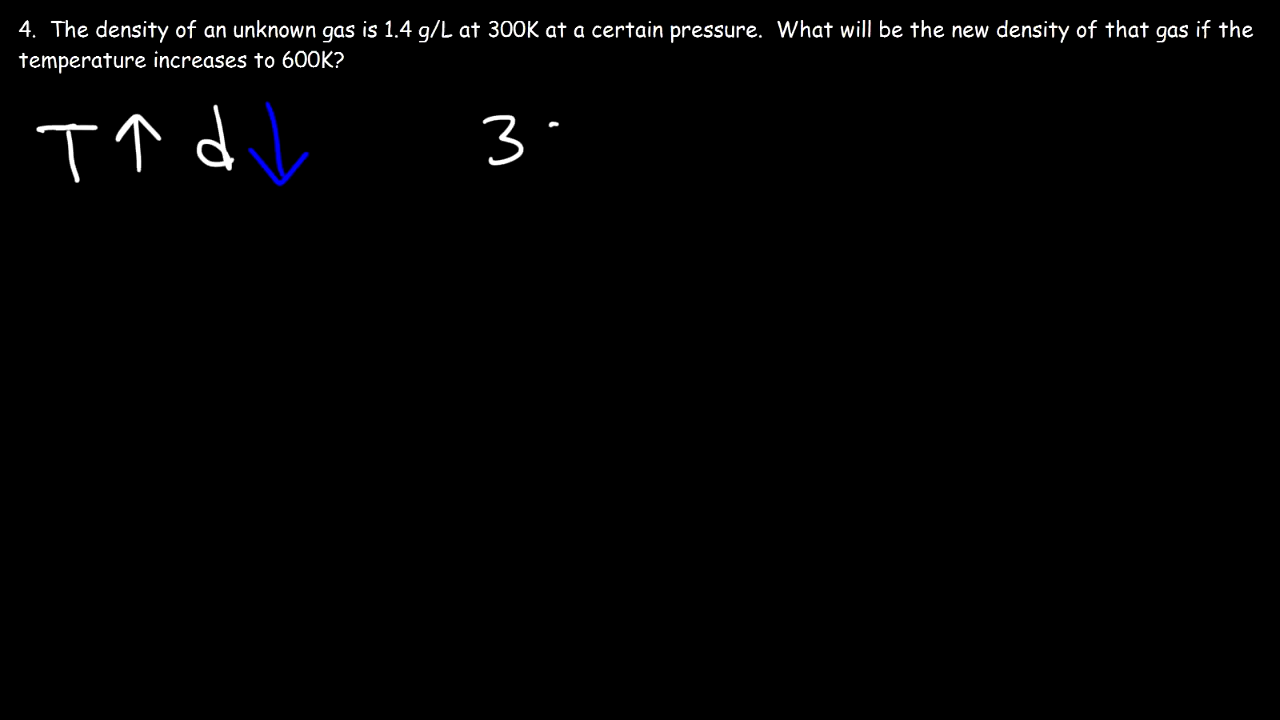 4. The density of an unknown gas is 1.4 g/L at 300K at a certain pressure. What will be the new density of that gas if the
temperature increases to 600K?
T ↑ d ↓ 3